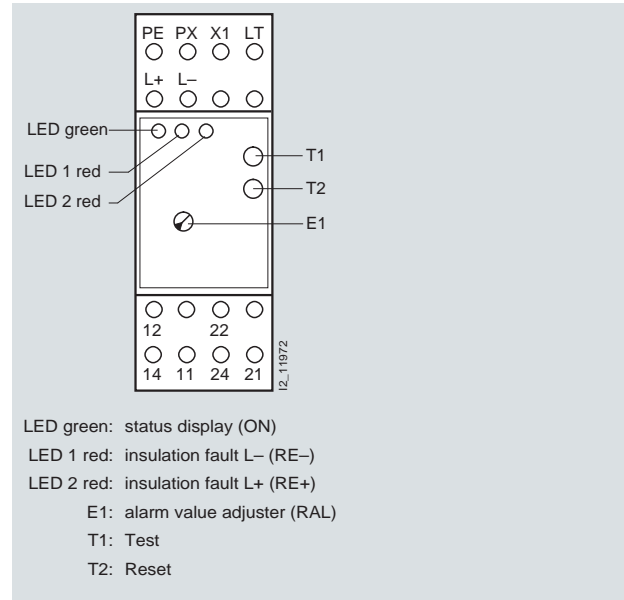 PE PX X1 LT
L+ L–
LED green
T1
LED 1 red
T2
LED 2 red
E1
12 22
14 11 24 21
I2_11972
LED green: status display (ON)
LED 1 red: insulation fault L– (RE–)
LED 2 red: insulation fault L+ (RE+)
E1: alarm value adjuster (RAL)
T1: Test
T2: Reset